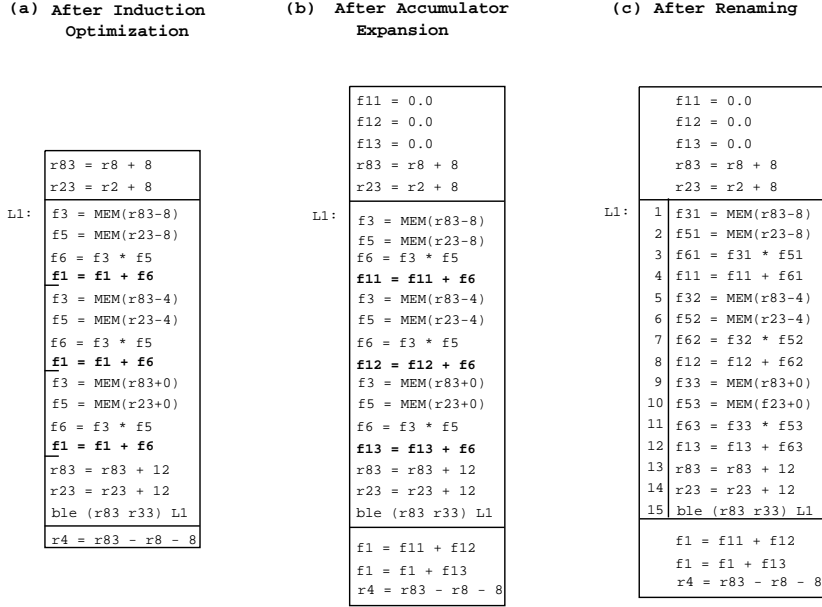 (a) After Induction
Optimization
r83 = r8 + 8
r23 = r2 + 8
L1:
f3 = MEM(r83-8)
f5 = MEM(r23-8)
f6 = f3 * f5
f1 = f1 + f6
f3 = MEM(r83-4)
f5 = MEM(r23-4)
f6 = f3 * f5
f1 = f1 + f6
f3 = MEM(r83+0)
f5 = MEM(r23+0)
f6 = f3 * f5
f1 = f1 + f6
r83 = r83 + 12
r23 = r23 + 12
ble (r83 r33) L1
r4 = r83 - r8 - 8
(b) After Accumulator
Expansion
f11 = 0.0
f12 = 0.0
f13 = 0.0
r83 = r8 + 8
r23 = r2 + 8
L1:
f3 = MEM(r83-8)
f5 = MEM(r23-8)
f6 = f3 * f5
f11 = f11 + f6
f3 = MEM(r83-4)
f5 = MEM(r23-4)
f6 = f3 * f5
f12 = f12 + f6
f3 = MEM(r83+0)
f5 = MEM(r23+0)
f6 = f3 * f5
f13 = f13 + f6
r83 = r83 + 12
r23 = r23 + 12
ble (r83 r33) L1
f1 = f11 + f12
f1 = f1 + f13
r4 = r83 - r8 - 8
(c) After Renaming
f11 = 0.0
f12 = 0.0
f13 = 0.0
r83 = r8 + 8
r23 = r2 + 8
L1:
1 f31 = MEM(r83-8)
2 f51 = MEM(r23-8)
3 f61 = f31 * f51
4 f11 = f11 + f61
5 f32 = MEM(r83-4)
6 f52 = MEM(r23-4)
7 f62 = f32 * f52
8 f12 = f12 + f62
9 f33 = MEM(r83+0)
10 f53 = MEM(f23+0)
11 f63 = f33 * f53
12 f13 = f13 + f63
13 r83 = r83 + 12
14 r23 = r23 + 12
15 ble (r83 r33) L1
f1 = f11 + f12
f1 = f1 + f13
r4 = r83 - r8 - 8